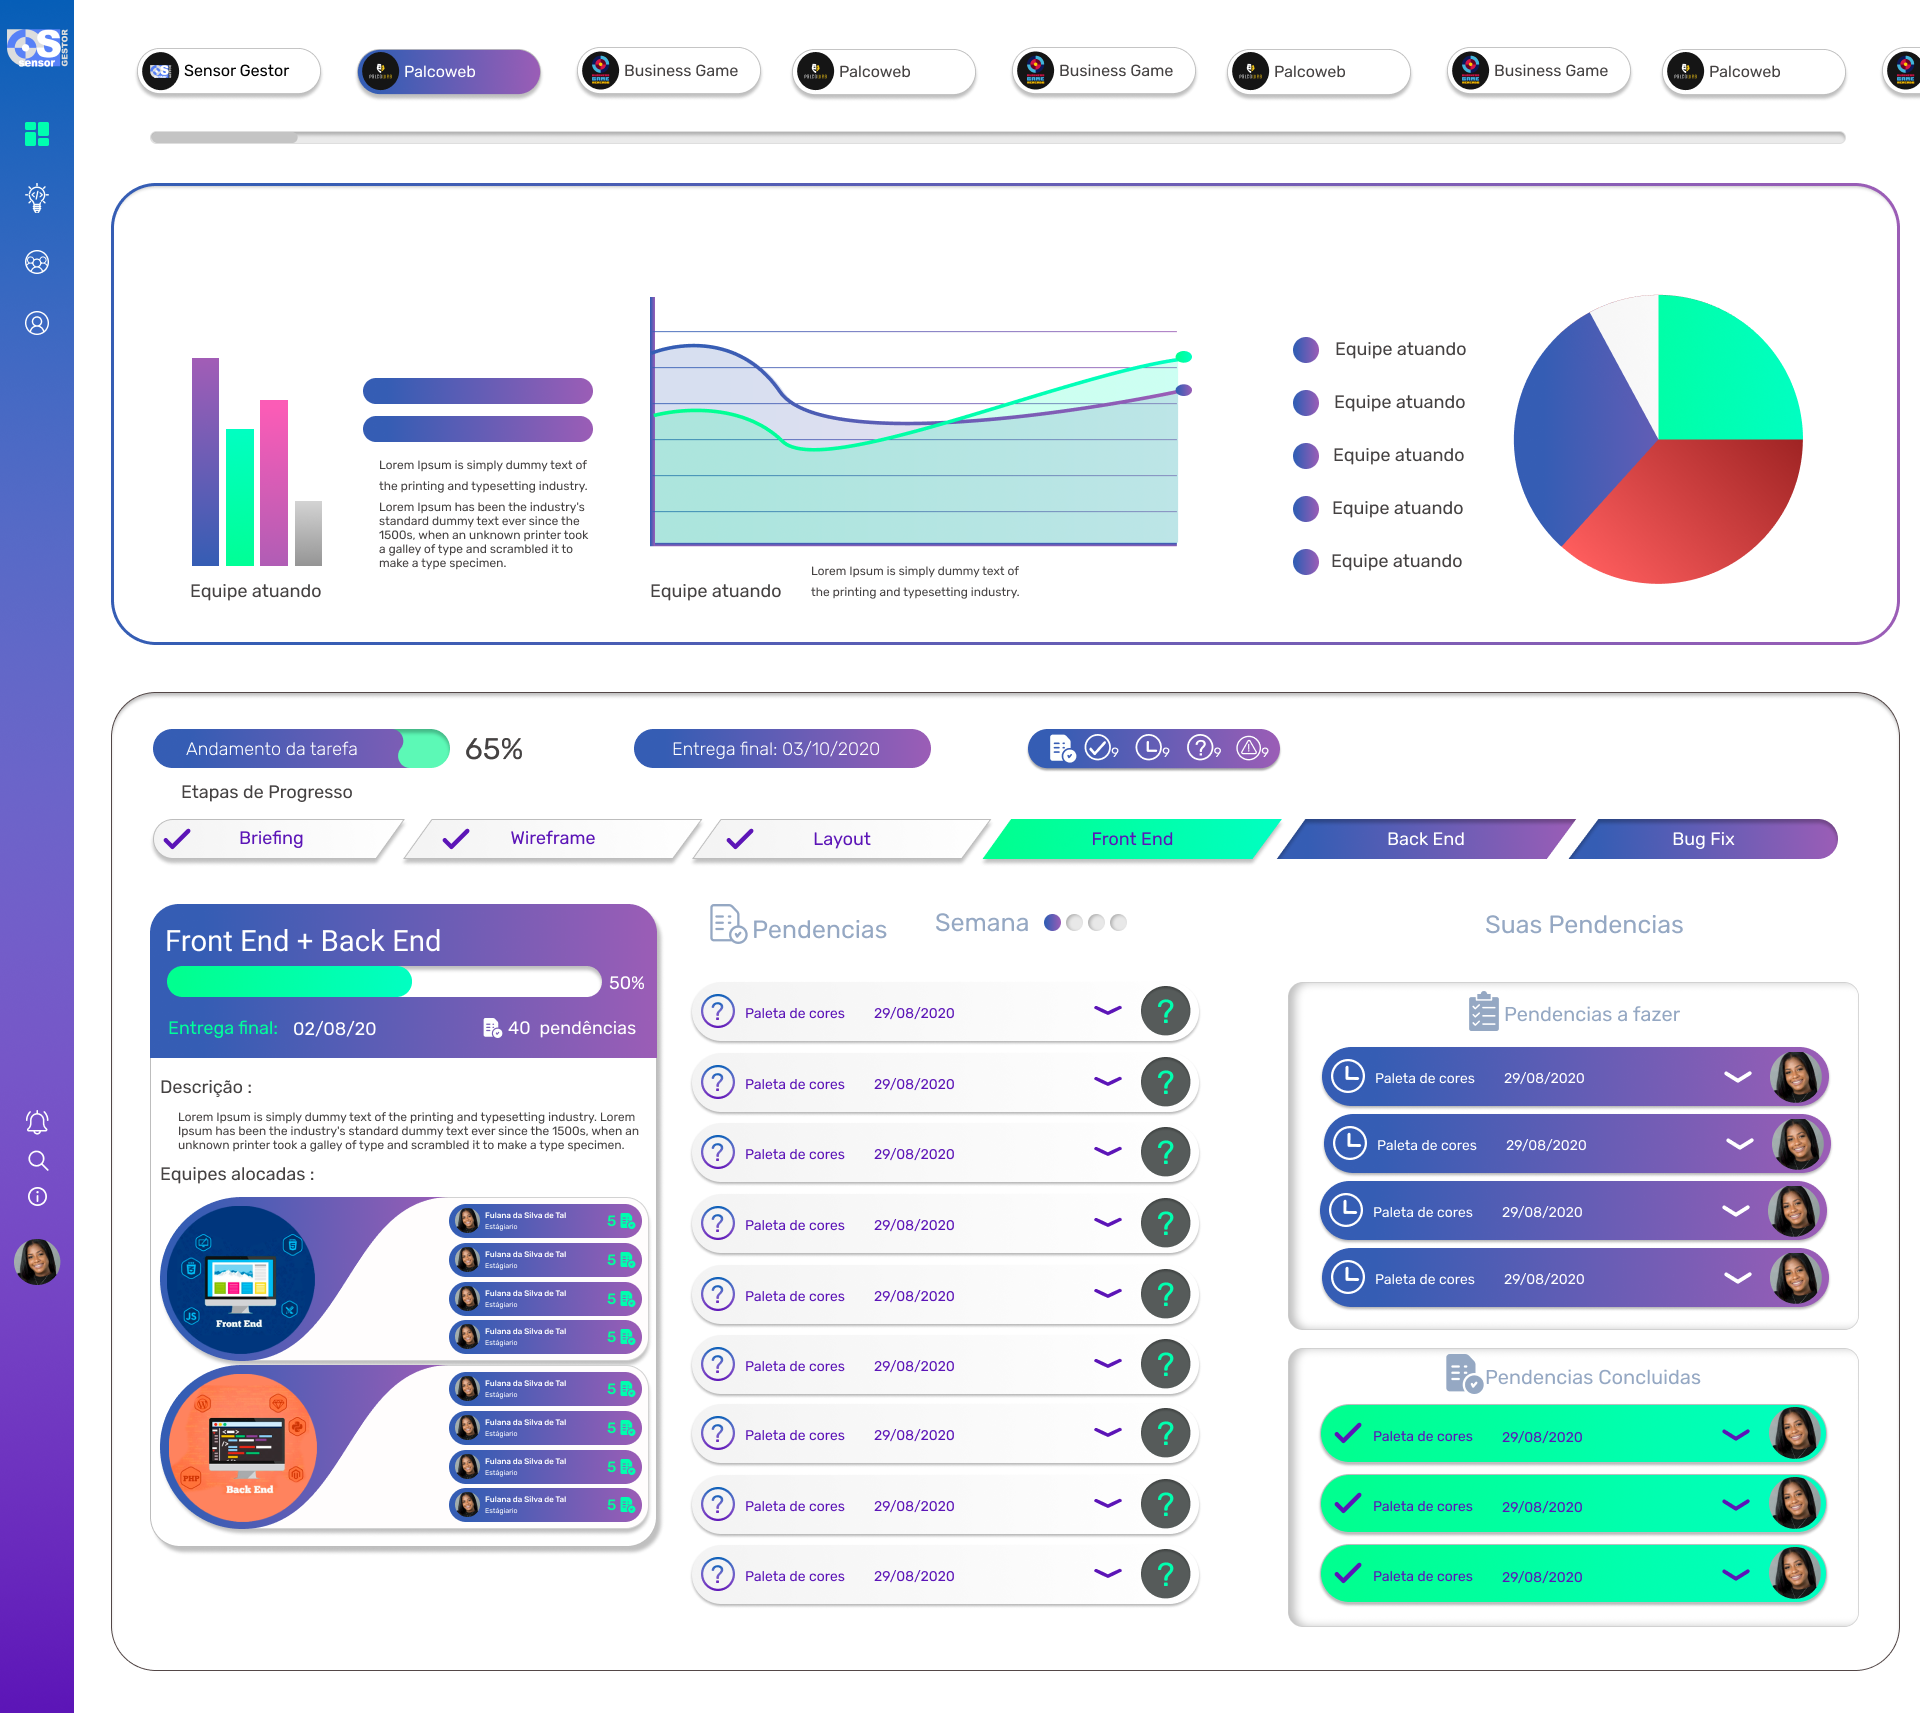 OS
sensor
GESTOR
Sensor Gestor
Palcoweb
Business Game
Palcoweb
Business Game
Palcoweb
Business Game
Palcoweb
Equipe atuando
Lorem Ipsum is simply dummy text of
the printing and typesetting industry.
Lorem Ipsum has been the industry's
standard dummy text ever since the
1500s, when an unknown printer took
a galley of type and scrambled it to
make a type specimen.
Equipe atuando
Lorem Ipsum is simply dummy text of
the printing and typesetting industry.
Equipe atuando
Equipe atuando
Equipe atuando
Equipe atuando
Equipe atuando
Andamento da tarefa
65%
Entrega final: 03/10/2020
9
9
9
9
Etapas de Progresso
Briefing
Wireframe
Layout
Front End
Back End
Bug Fix
Front End + Back End
50%
Entrega final: 02/08/20
40 pendências
Descrição :
Lorem Ipsum is simply dummy text of the printing and typesetting industry. Lorem
Ipsum has been the industry's standard dummy text ever since the 1500s, when an
unknown printer took a galley of type and scrambled it to make a type specimen.
Equipes alocadas :
JS
Front End
Fulana da Silva de Tal
Estágiario
5
Fulana da Silva de Tal
Estágiario
5
Fulana da Silva de Tal
Estágiario
5
Fulana da Silva de Tal
Estágiario
5
PHP
Back End
Fulana da Silva de Tal
Estágiario
5
Fulana da Silva de Tal
Estágiario
5
Fulana da Silva de Tal
Estágiario
5
Fulana da Silva de Tal
Estágiario
5
Pendencias
Semana
? Paleta de cores 29/08/2020 ?
? Paleta de cores 29/08/2020 ?
? Paleta de cores 29/08/2020 ?
? Paleta de cores 29/08/2020 ?
? Paleta de cores 29/08/2020 ?
? Paleta de cores 29/08/2020 ?
? Paleta de cores 29/08/2020 ?
? Paleta de cores 29/08/2020 ?
? Paleta de cores 29/08/2020 ?
Suas Pendencias
Pendencias a fazer
Paleta de cores 29/08/2020
Paleta de cores 29/08/2020
Paleta de cores 29/08/2020
Paleta de cores 29/08/2020
Pendencias Concluidas
Paleta de cores 29/08/2020
Paleta de cores 29/08/2020
Paleta de cores 29/08/2020